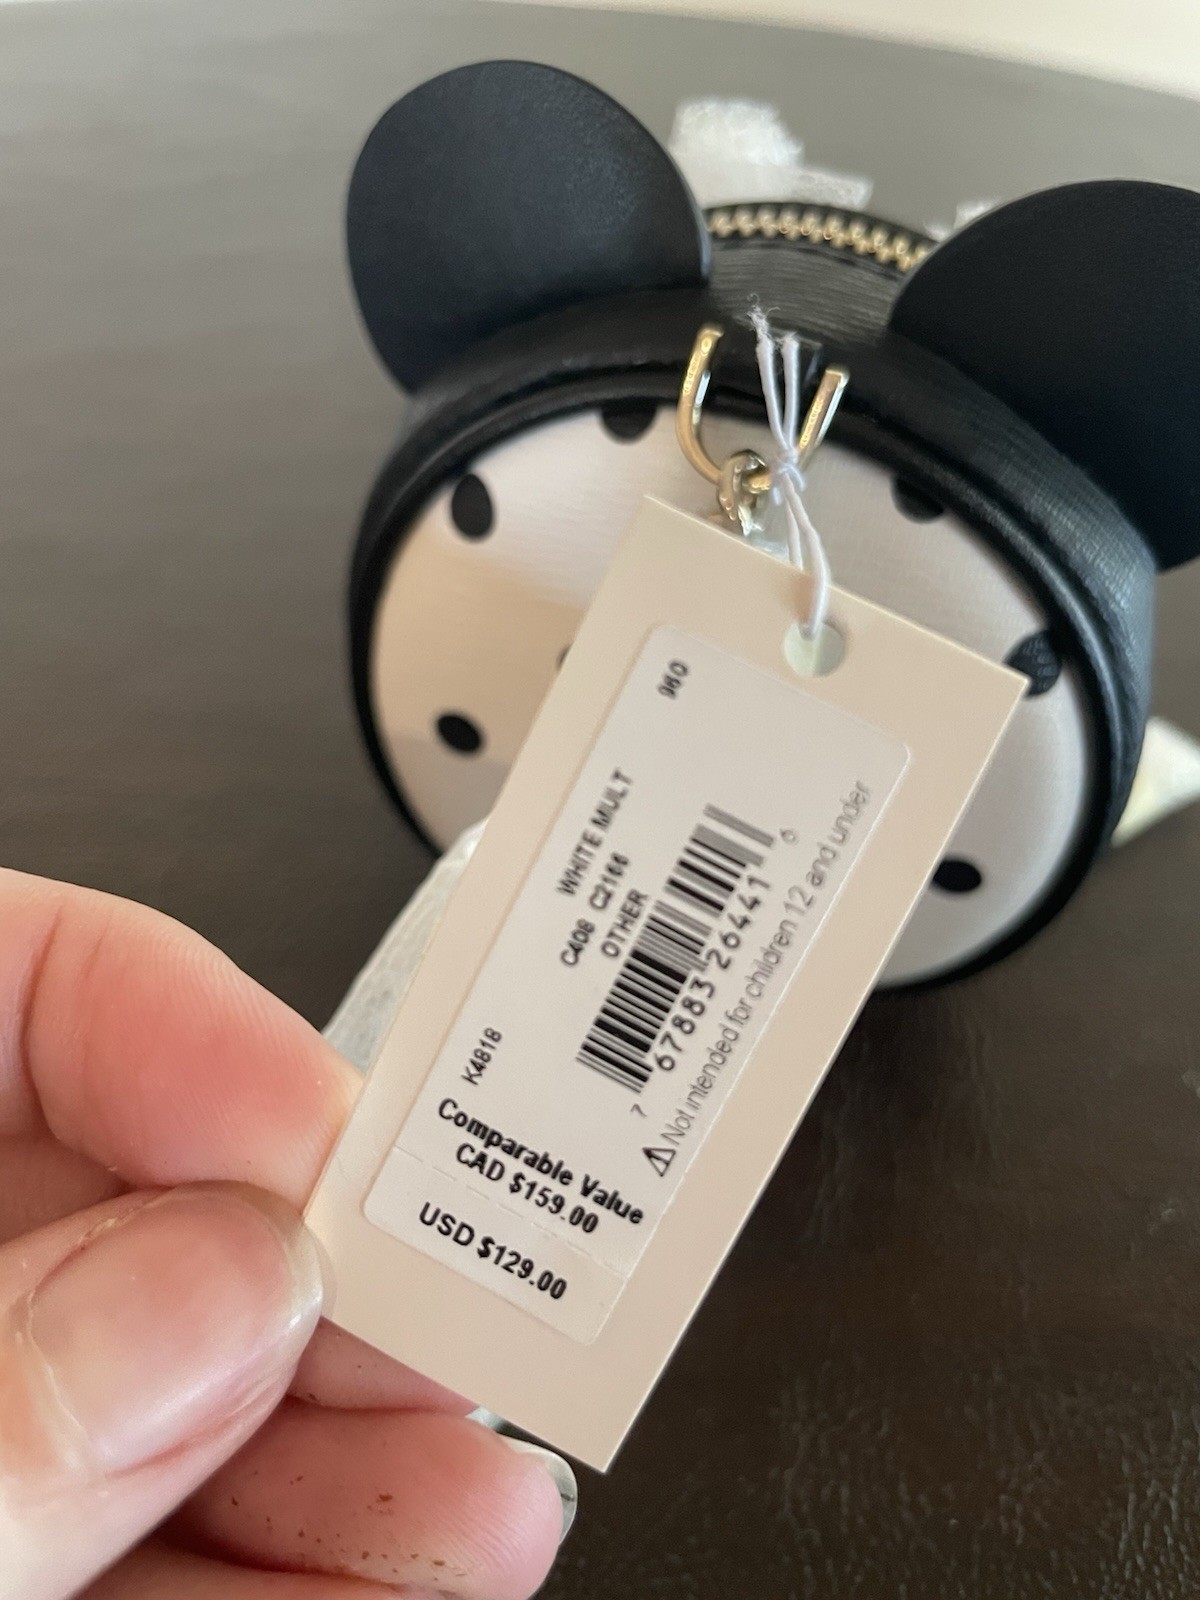 960
WHITE MULT
C408 C2166
OTHER
K4818
7 67883 26441 6
⚠ Not intended for children 12 and under
Comparable Value
CAD $159.00
USD $129.00